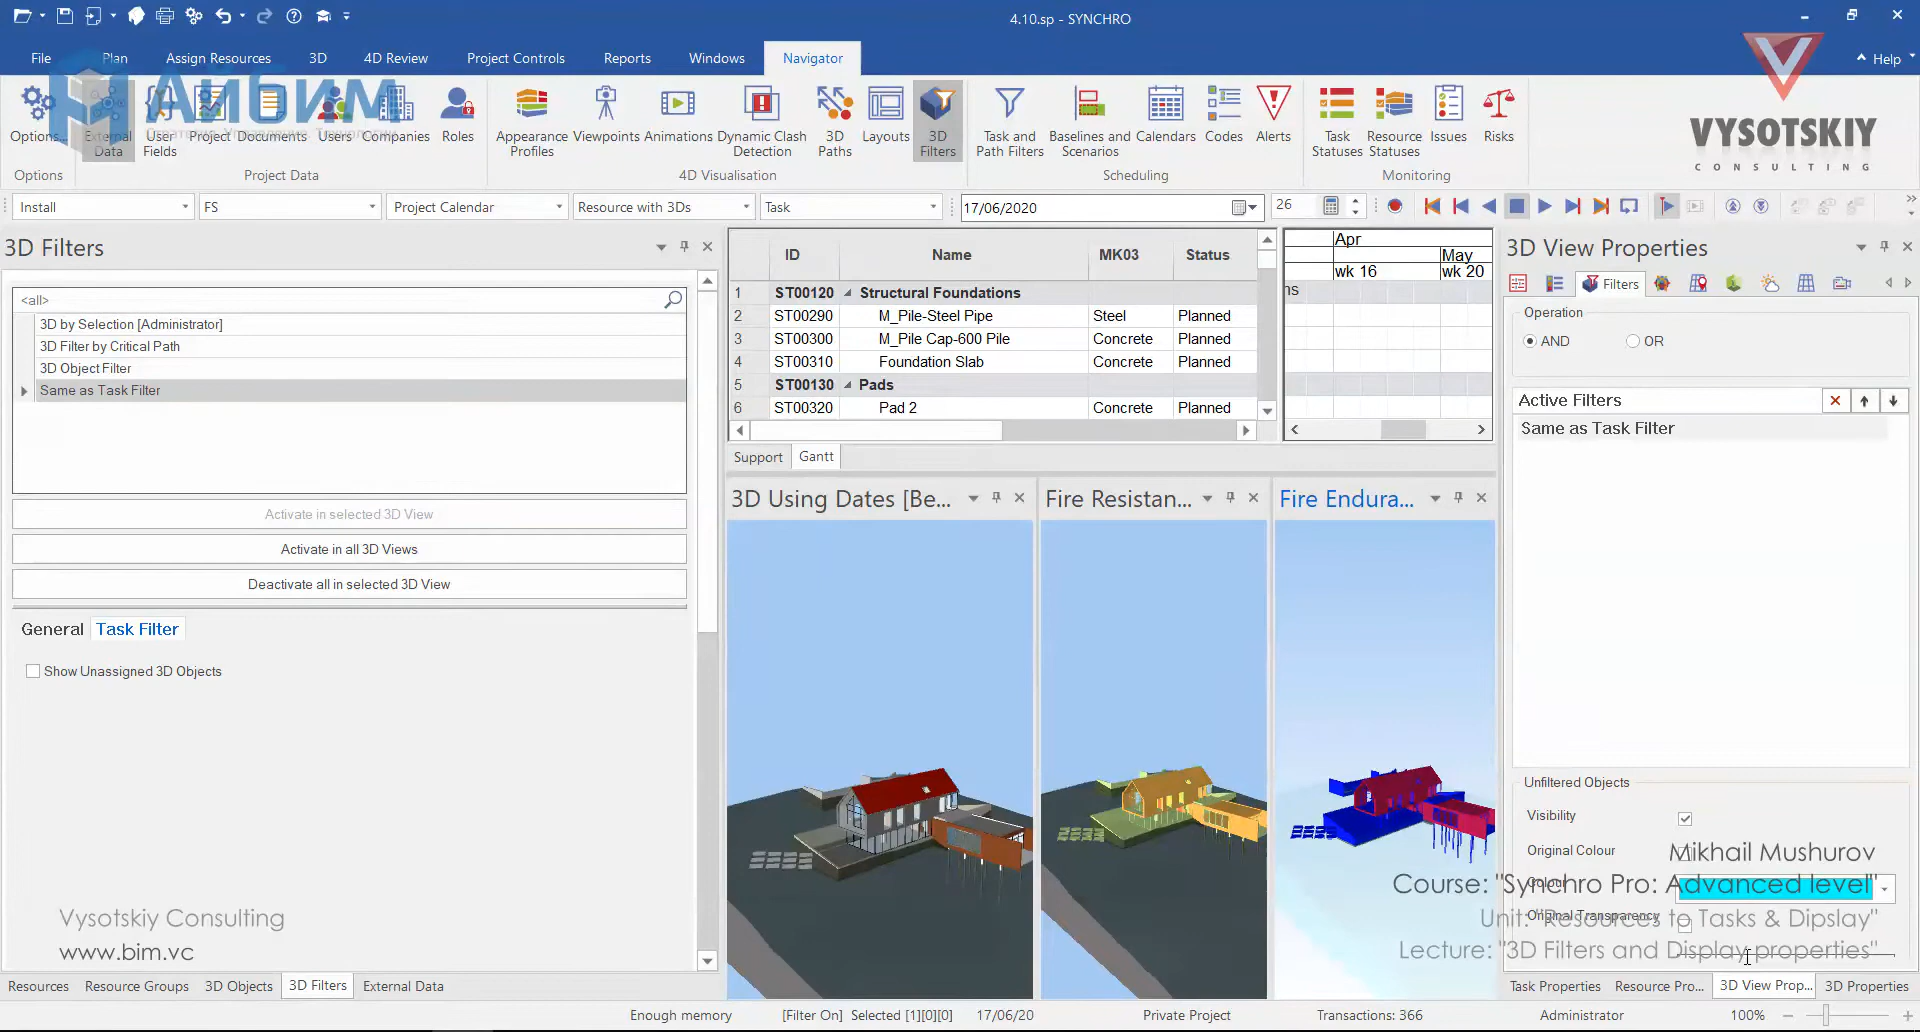 4.10.sp - SYNCHRO
File Plan Assign Resources 3D 4D Review Project Controls Reports Windows Navigator Help
Айбим
VYSOTSKIY
CONSULTING
Options... External Data User Fields Project Documents Users Companies Roles
Appearance Profiles Viewpoints Animations Dynamic Clash Detection 3D Paths Layouts 3D Filters
Task and Path Filters Baselines and Scenarios Calendars Codes Alerts
Task Statuses Resource Statuses Issues Risks
Options Project Data 4D Visualisation Scheduling Monitoring
Install FS Project Calendar Resource with 3Ds Task 17/06/2020 26
3D Filters
<all>
3D by Selection [Administrator]
3D Filter by Critical Path
3D Object Filter
Same as Task Filter
Activate in selected 3D View
Activate in all 3D Views
Deactivate all in selected 3D View
General Task Filter
Show Unassigned 3D Objects
Vysotskiy Consulting
www.bim.vc
Resources Resource Groups 3D Objects 3D Filters External Data
ID Name MK03 Status
1 ST00120 Structural Foundations
2 ST00290 M_Pile-Steel Pipe Steel Planned
3 ST00300 M_Pile Cap-600 Pile Concrete Planned
4 ST00310 Foundation Slab Concrete Planned
5 ST00130 Pads
6 ST00320 Pad 2 Concrete Planned
Apr
May
wk 16 wk 20
ns
Support Gantt
3D Using Dates [Be... Fire Resistan... Fire Endura...
3D View Properties
Filters
Operation
AND OR
Active Filters
Same as Task Filter
Unfiltered Objects
Visibility
Original Colour
Colour
Original Transparency
Mikhail Mushurov
Course: "Synchro Pro: Advanced level"
Unit: "Resources to Tasks & Dipslay"
Lecture: "3D Filters and Display properties"
Task Properties Resource Pro... 3D View Prop... 3D Properties
Enough memory [Filter On] Selected [1][0][0] 17/06/20 Private Project Transactions: 366 Administrator 100%